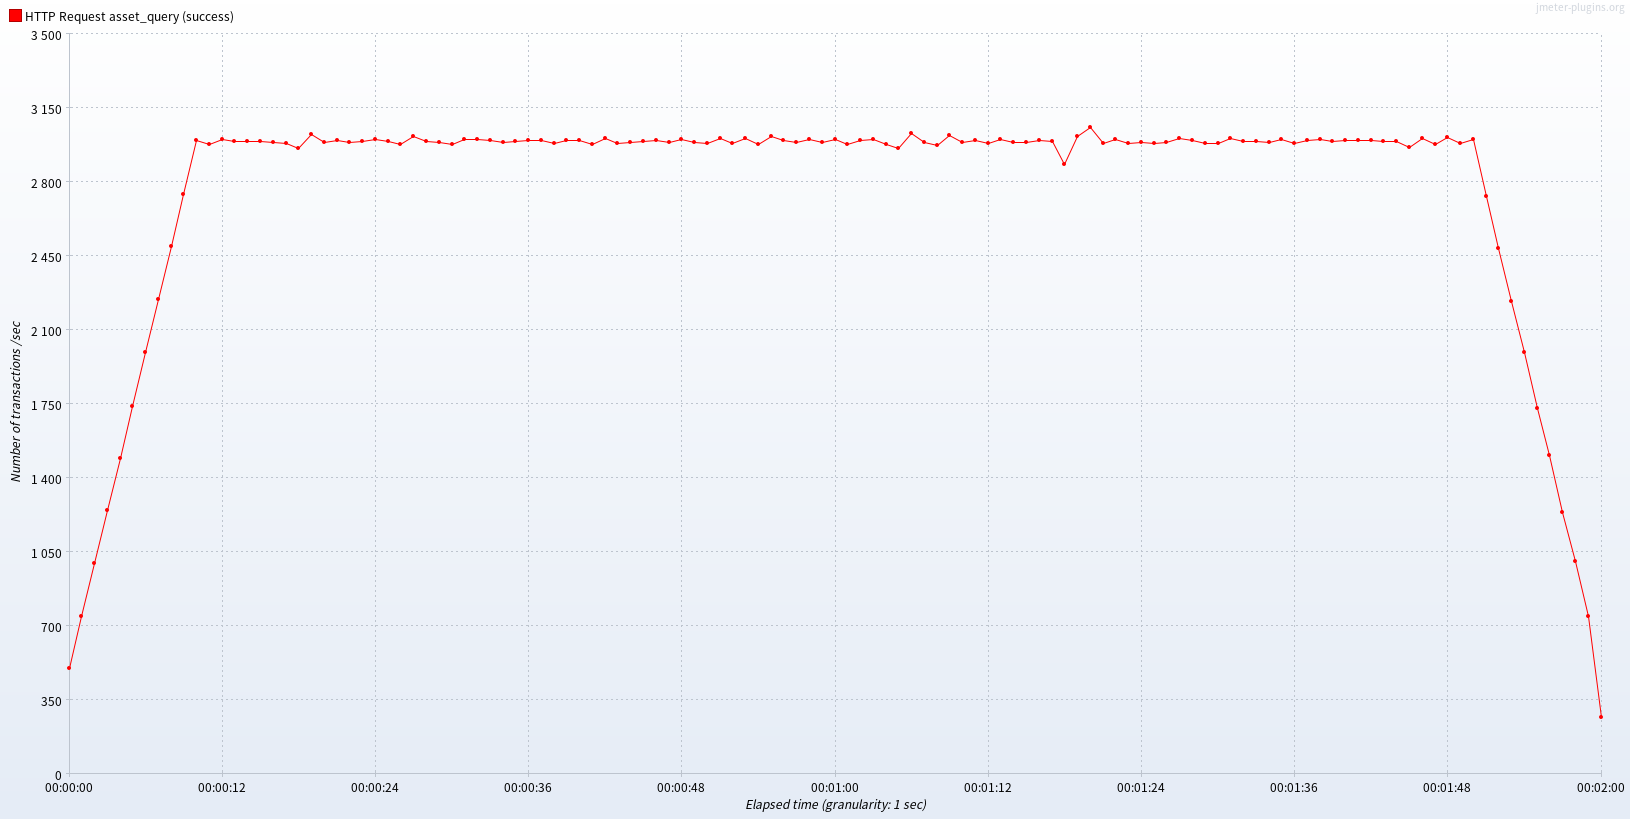 HTTP Request asset_query (success)
jmeter-plugins.org
3 500
3 150
2 800
2 450
2 100
1 750
1 400
1 050
700
350
0
Number of transactions /sec
00:00:00 00:00:12 00:00:24 00:00:36 00:00:48 00:01:00 00:01:12 00:01:24 00:01:36 00:01:48 00:02:00
Elapsed time (granularity: 1 sec)